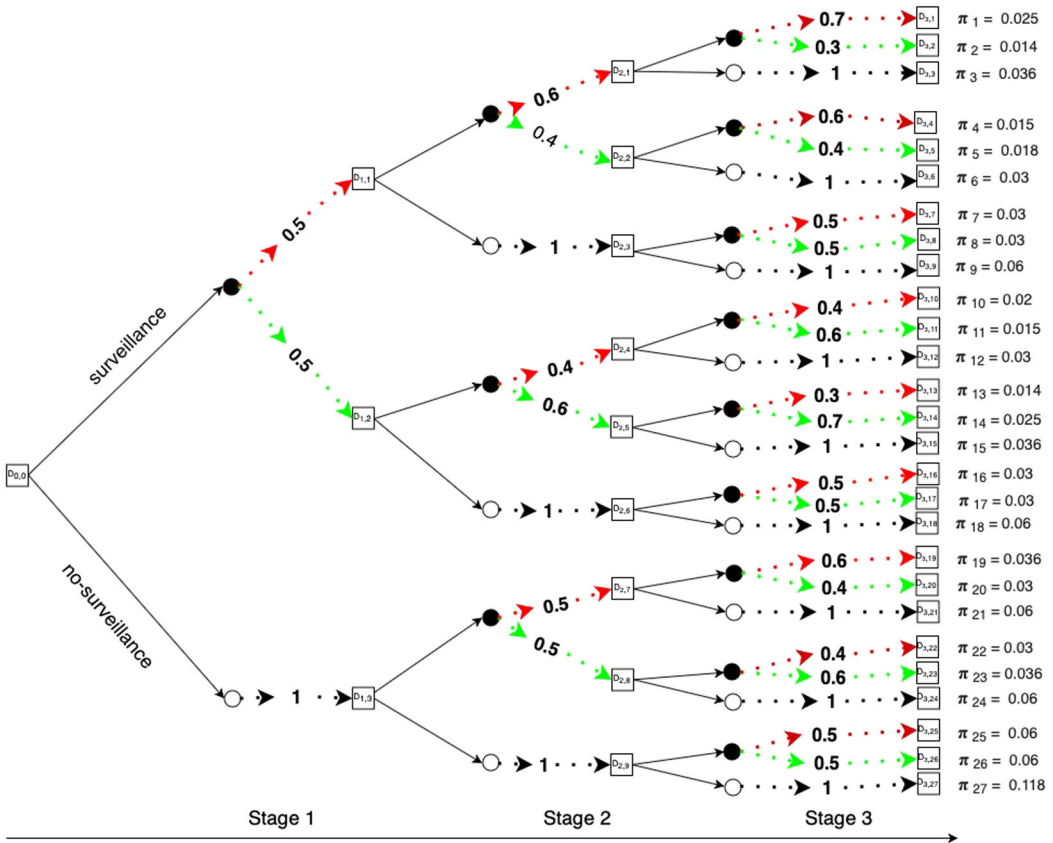 0.7 D3,1 π 1 = 0.025
0.3 D3,2 π 2 = 0.014
1 D3,3 π 3 = 0.036
0.6 D2,1
0.4 D2,2
0.6 D3,4 π 4 = 0.015
0.4 D3,5 π 5 = 0.018
1 D3,6 π 6 = 0.03
0.5 D1,1
1 D2,3
0.5 D3,7 π 7 = 0.03
0.5 D3,8 π 8 = 0.03
1 D3,9 π 9 = 0.06
surveillance
0.5 D1,2
0.4 D2,4
0.6 D2,5
0.4 D3,10 π 10 = 0.02
0.6 D3,11 π 11 = 0.015
1 D3,12 π 12 = 0.03
0.3 D3,13 π 13 = 0.014
0.7 D3,14 π 14 = 0.025
1 D3,15 π 15 = 0.036
D0,0
1 D2,6
0.5 D3,16 π 16 = 0.03
0.5 D3,17 π 17 = 0.03
1 D3,18 π 18 = 0.06
no-surveillance
1 D1,3
0.5 D2,7
0.5 D2,8
0.6 D3,19 π 19 = 0.036
0.4 D3,20 π 20 = 0.03
1 D3,21 π 21 = 0.06
0.4 D3,22 π 22 = 0.03
0.6 D3,23 π 23 = 0.036
1 D3,24 π 24 = 0.06
1 D2,9
0.5 D3,25 π 25 = 0.06
0.5 D3,26 π 26 = 0.06
1 D3,27 π 27 = 0.118
Stage 1 Stage 2 Stage 3